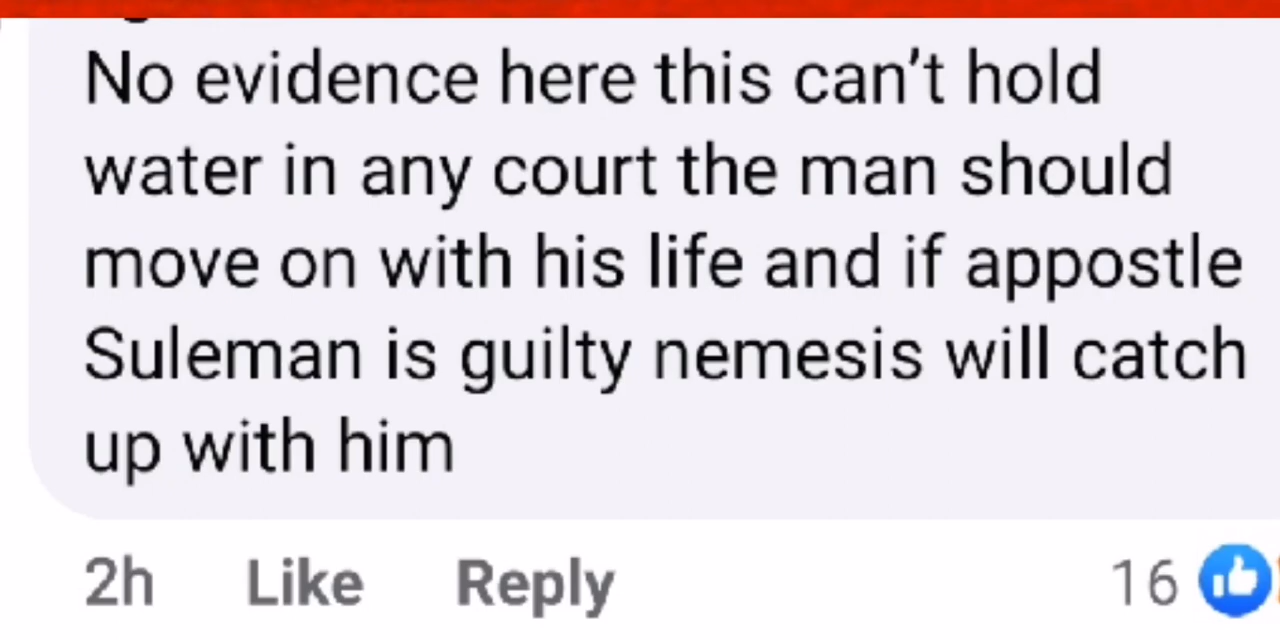 No evidence here this can’t hold
water in any court the man should
move on with his life and if appostle
Suleman is guilty nemesis will catch
up with him
2h Like Reply 16